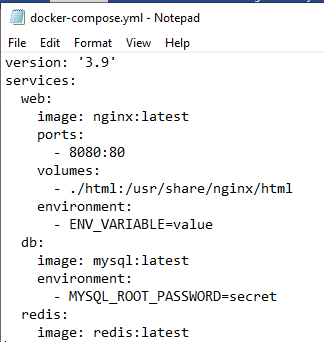 docker-compose.yml - Notepad
File Edit Format View Help
version: '3.9'
services:
  web:
    image: nginx:latest
    ports:
      - 8080:80
    volumes:
      - ./html:/usr/share/nginx/html
    environment:
      - ENV_VARIABLE=value
  db:
    image: mysql:latest
    environment:
      - MYSQL_ROOT_PASSWORD=secret
  redis:
    image: redis:latest